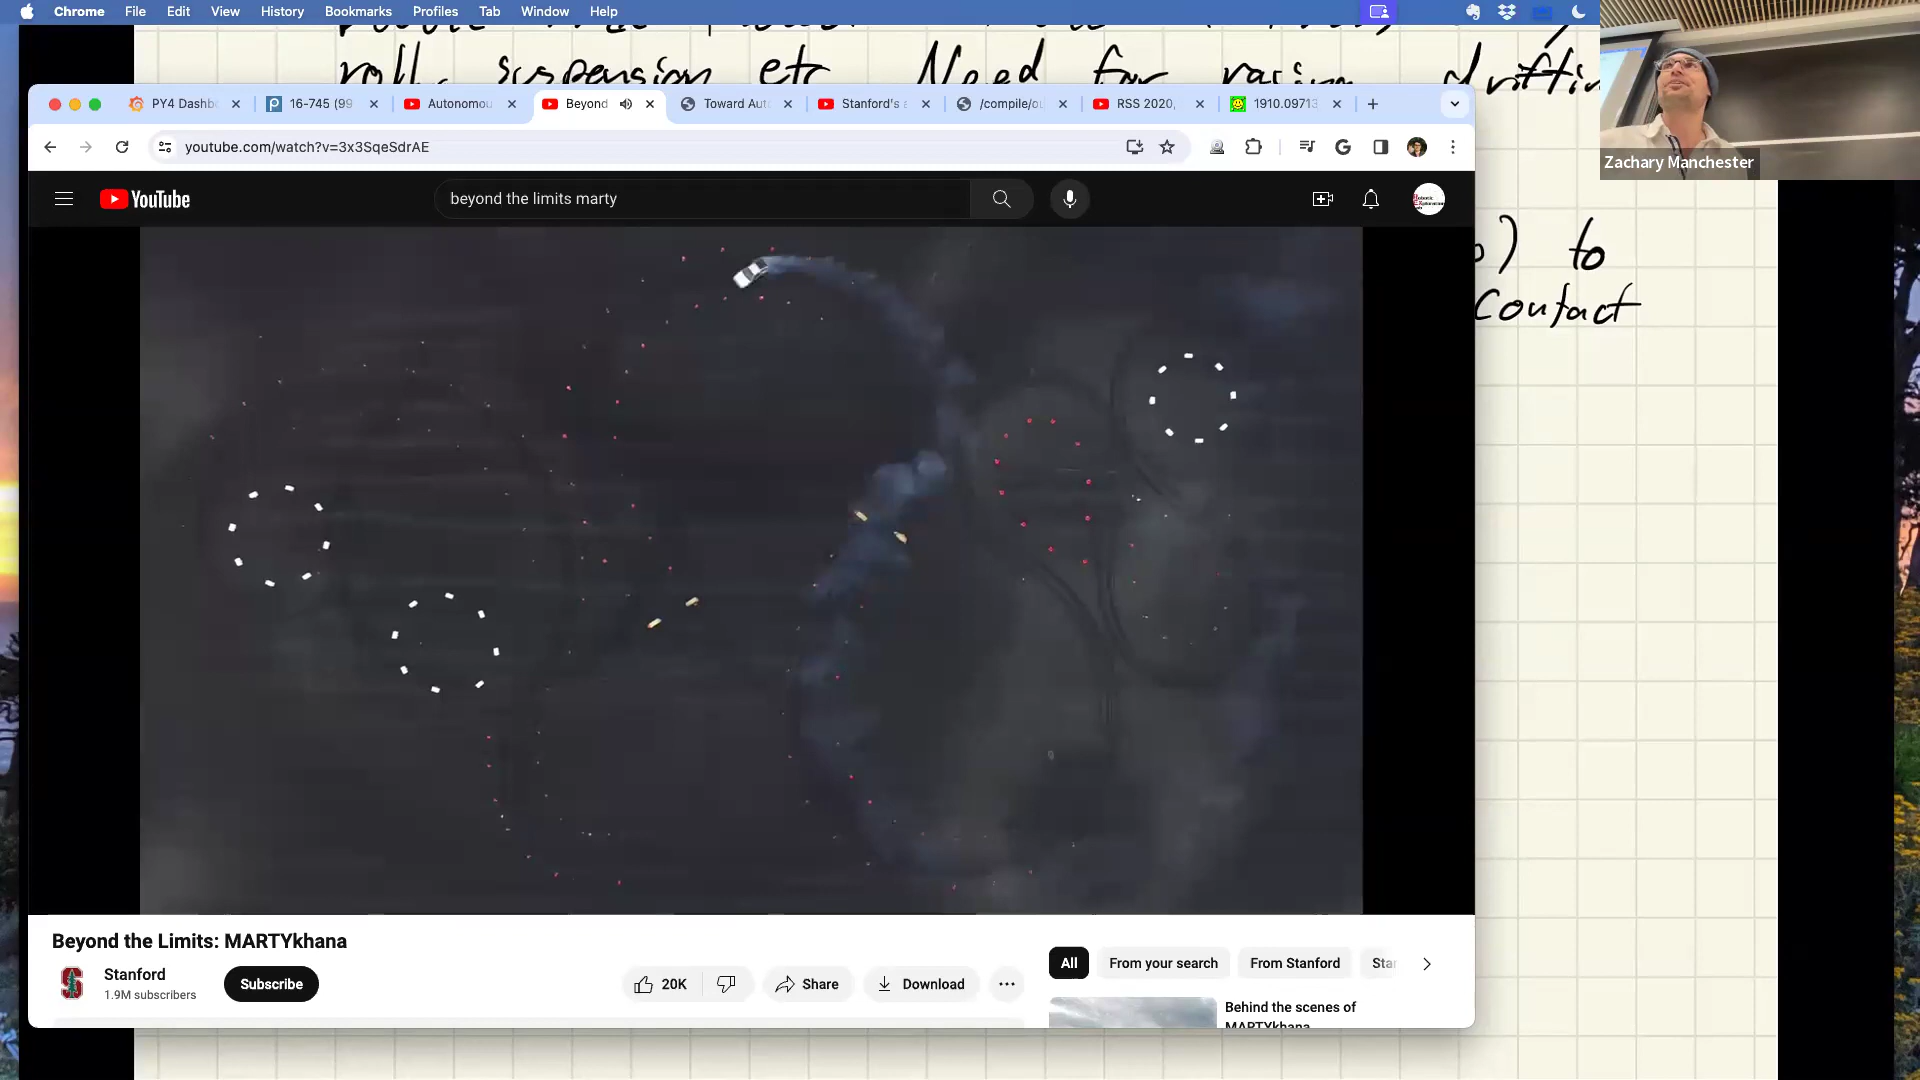 Chrome File Edit View History Bookmarks Profiles Tab Window Help
roll, suspension etc. Need for racing
PY4 Dashb
16-745 (99
Autonomou
Beyond
Toward Aut
Stanford's
/compile/ou
RSS 2020,
1910.09713
Zachary Manchester
youtube.com/watch?v=3x3SqeSdrAE
YouTube
beyond the limits marty
) to
contact
Beyond the Limits: MARTYkhana
Stanford
1.9M subscribers
Subscribe
20K
Share
Download
All
From your search
From Stanford
Behind the scenes of
MARTYkhana